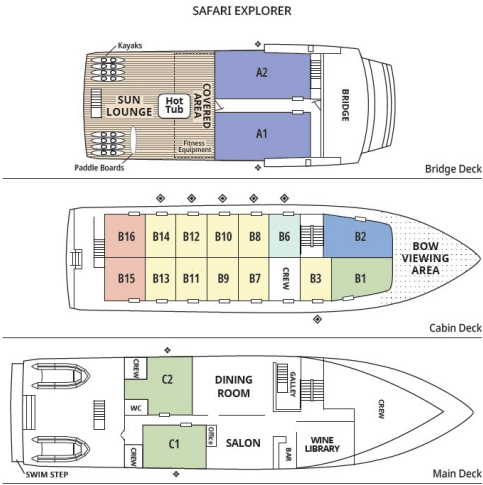 SAFARI EXPLORER
Kayaks
SUN
LOUNGE
Hot
Tub
COVERED
AREA
Fitness
Equipment
Paddle Boards
A2
A1
BRIDGE
Bridge Deck
B16
B14
B12
B10
B8
B6
B2
B15
B13
B11
B9
B7
CREW
B3
B1
BOW
VIEWING
AREA
Cabin Deck
CREW
C2
WC
CREW
C1
Office
DINING
ROOM
SALON
GALLEY
BAR
WINE
LIBRARY
CREW
SWIM STEP
Main Deck